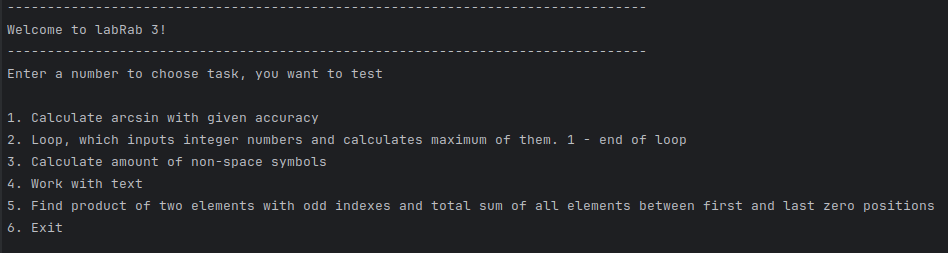 --------------------------------------------------------------------------------
Welcome to labRab 3!
--------------------------------------------------------------------------------
Enter a number to choose task, you want to test
1. Calculate arcsin with given accuracy
2. Loop, which inputs integer numbers and calculates maximum of them. 1 - end of loop
3. Calculate amount of non-space symbols
4. Work with text
5. Find product of two elements with odd indexes and total sum of all elements between first and last zero positions
6. Exit